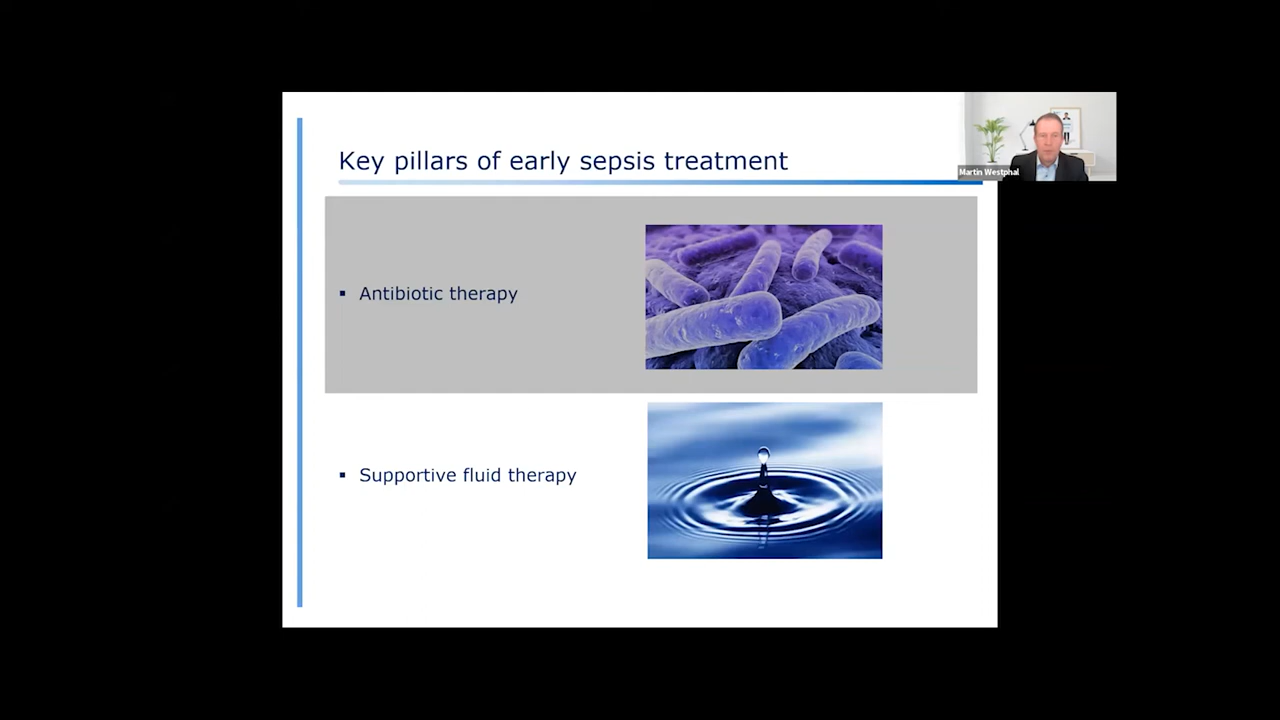 Key pillars of early sepsis treatment
Martin Westphal
▪ Antibiotic therapy
▪ Supportive fluid therapy